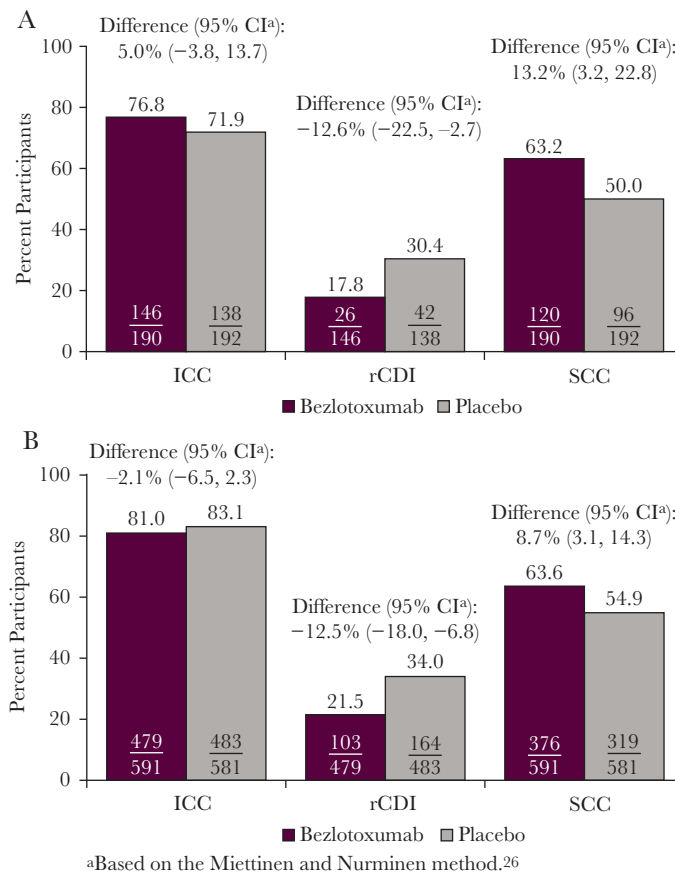 A
Difference (95% CIᵃ):
5.0% (−3.8, 13.7)
Difference (95% CIᵃ):
13.2% (3.2, 22.8)
Difference (95% CIᵃ):
−12.6% (−22.5, −2.7)
Percent Participants
100
80
60
40
20
0
76.8
71.9
17.8
30.4
63.2
50.0
146
190
138
192
26
146
42
138
120
190
96
192
ICC rCDI SCC
Bezlotoxumab Placebo
B
Difference (95% CIᵃ):
–2.1% (−6.5, 2.3)
Difference (95% CIᵃ):
8.7% (3.1, 14.3)
Difference (95% CIᵃ):
−12.5% (−18.0, −6.8)
Percent Participants
100
80
60
40
20
0
81.0
83.1
21.5
34.0
63.6
54.9
479
591
483
581
103
479
164
483
376
591
319
581
ICC rCDI SCC
Bezlotoxumab Placebo
ᵃBased on the Miettinen and Nurminen method.²⁶